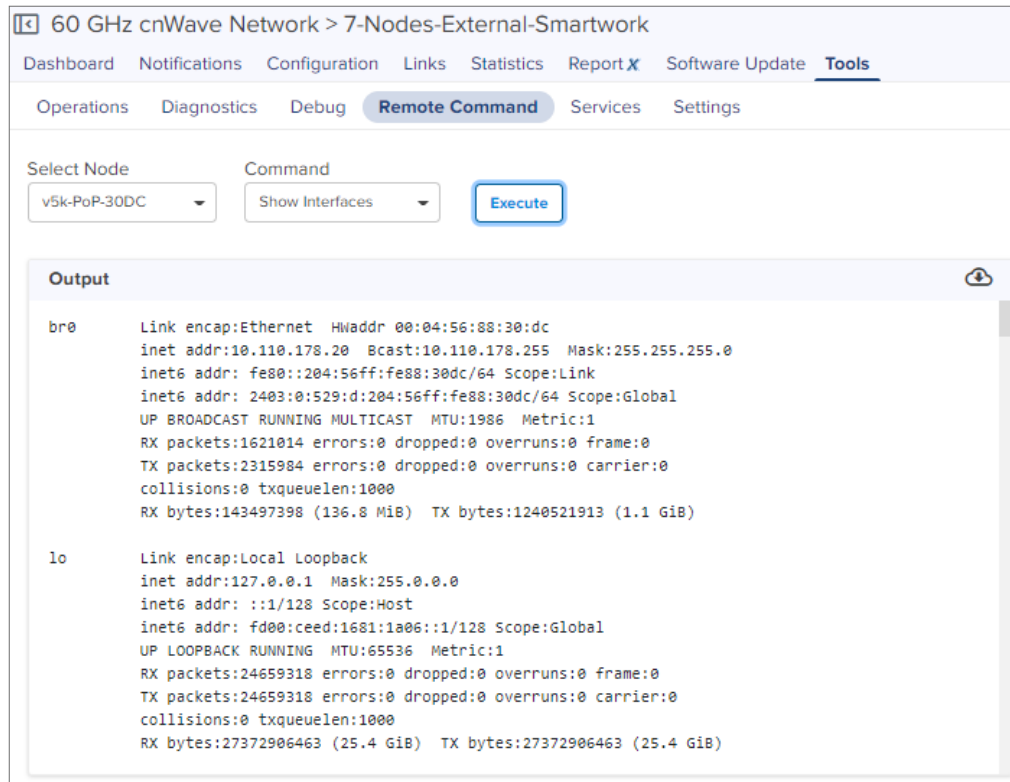 60 GHz cnWave Network > 7-Nodes-External-Smartwork
Dashboard Notifications Configuration Links Statistics Report X Software Update Tools
Operations Diagnostics Debug Remote Command Services Settings
Select Node Command
v5k-PoP-30DC Show Interfaces Execute
Output
br0 Link encap:Ethernet HWaddr 00:04:56:88:30:dc
inet addr:10.110.178.20 Bcast:10.110.178.255 Mask:255.255.255.0
inet6 addr: fe80::204:56ff:fe88:30dc/64 Scope:Link
inet6 addr: 2403:0:529:d:204:56ff:fe88:30dc/64 Scope:Global
UP BROADCAST RUNNING MULTICAST MTU:1986 Metric:1
RX packets:1621014 errors:0 dropped:0 overruns:0 frame:0
TX packets:2315984 errors:0 dropped:0 overruns:0 carrier:0
collisions:0 txqueuelen:1000
RX bytes:143497398 (136.8 MiB) TX bytes:1240521913 (1.1 GiB)
lo Link encap:Local Loopback
inet addr:127.0.0.1 Mask:255.0.0.0
inet6 addr: ::1/128 Scope:Host
inet6 addr: fd00:ceed:1681:1a06::1/128 Scope:Global
UP LOOPBACK RUNNING MTU:65536 Metric:1
RX packets:24659318 errors:0 dropped:0 overruns:0 frame:0
TX packets:24659318 errors:0 dropped:0 overruns:0 carrier:0
collisions:0 txqueuelen:1000
RX bytes:27372906463 (25.4 GiB) TX bytes:27372906463 (25.4 GiB)